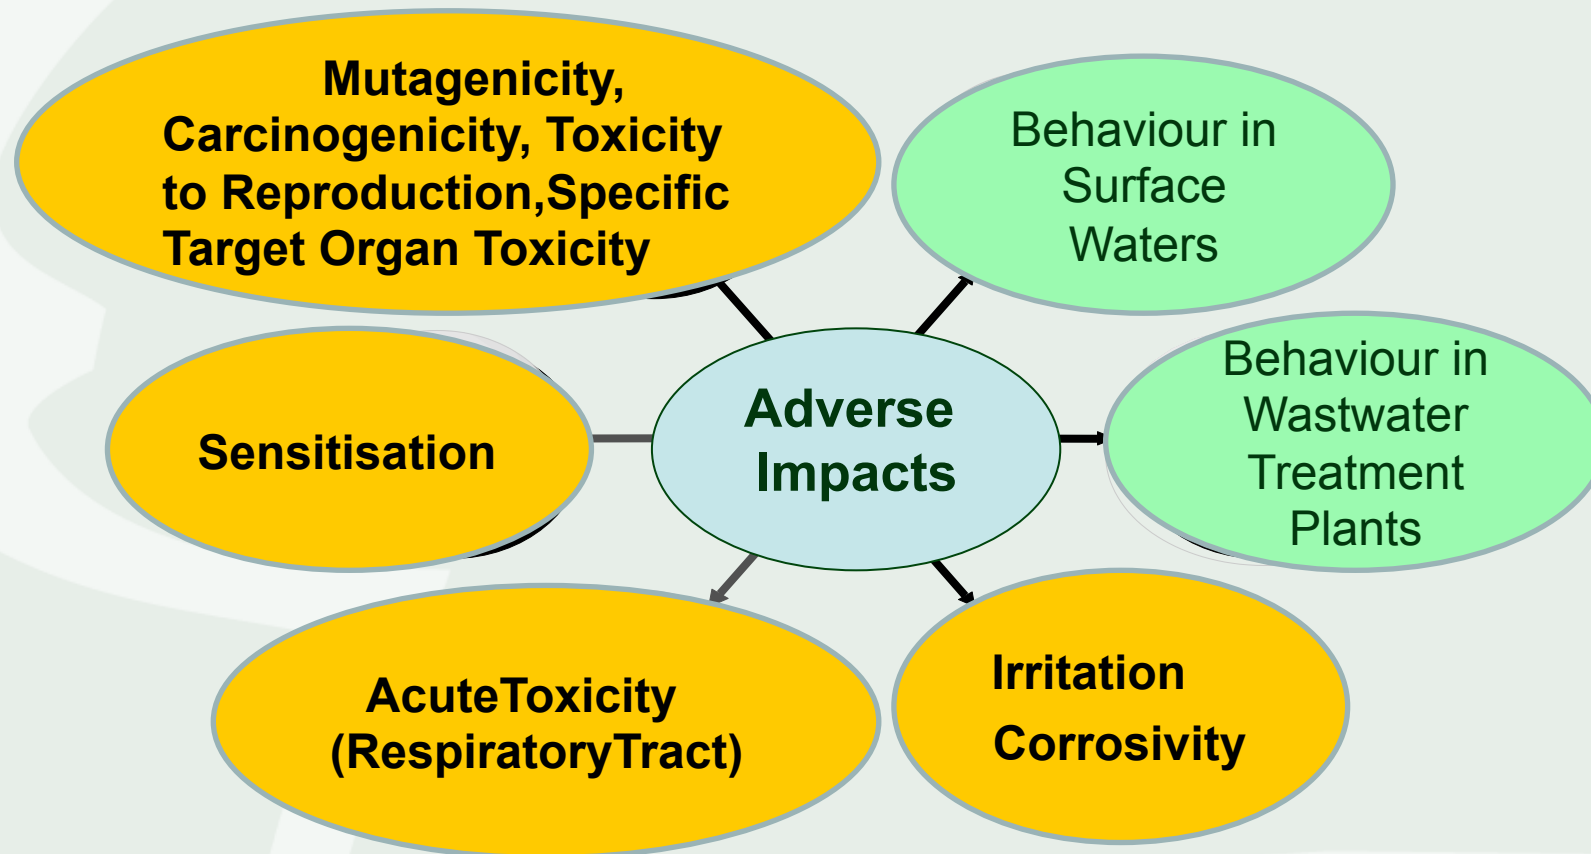 Mutagenicity,
Carcinogenicity, Toxicity
to Reproduction,Specific
Target Organ Toxicity
Behaviour in
Surface
Waters
Sensitisation
Adverse
Impacts
Behaviour in
Wastwater
Treatment
Plants
AcuteToxicity
(RespiratoryTract)
Irritation
Corrosivity